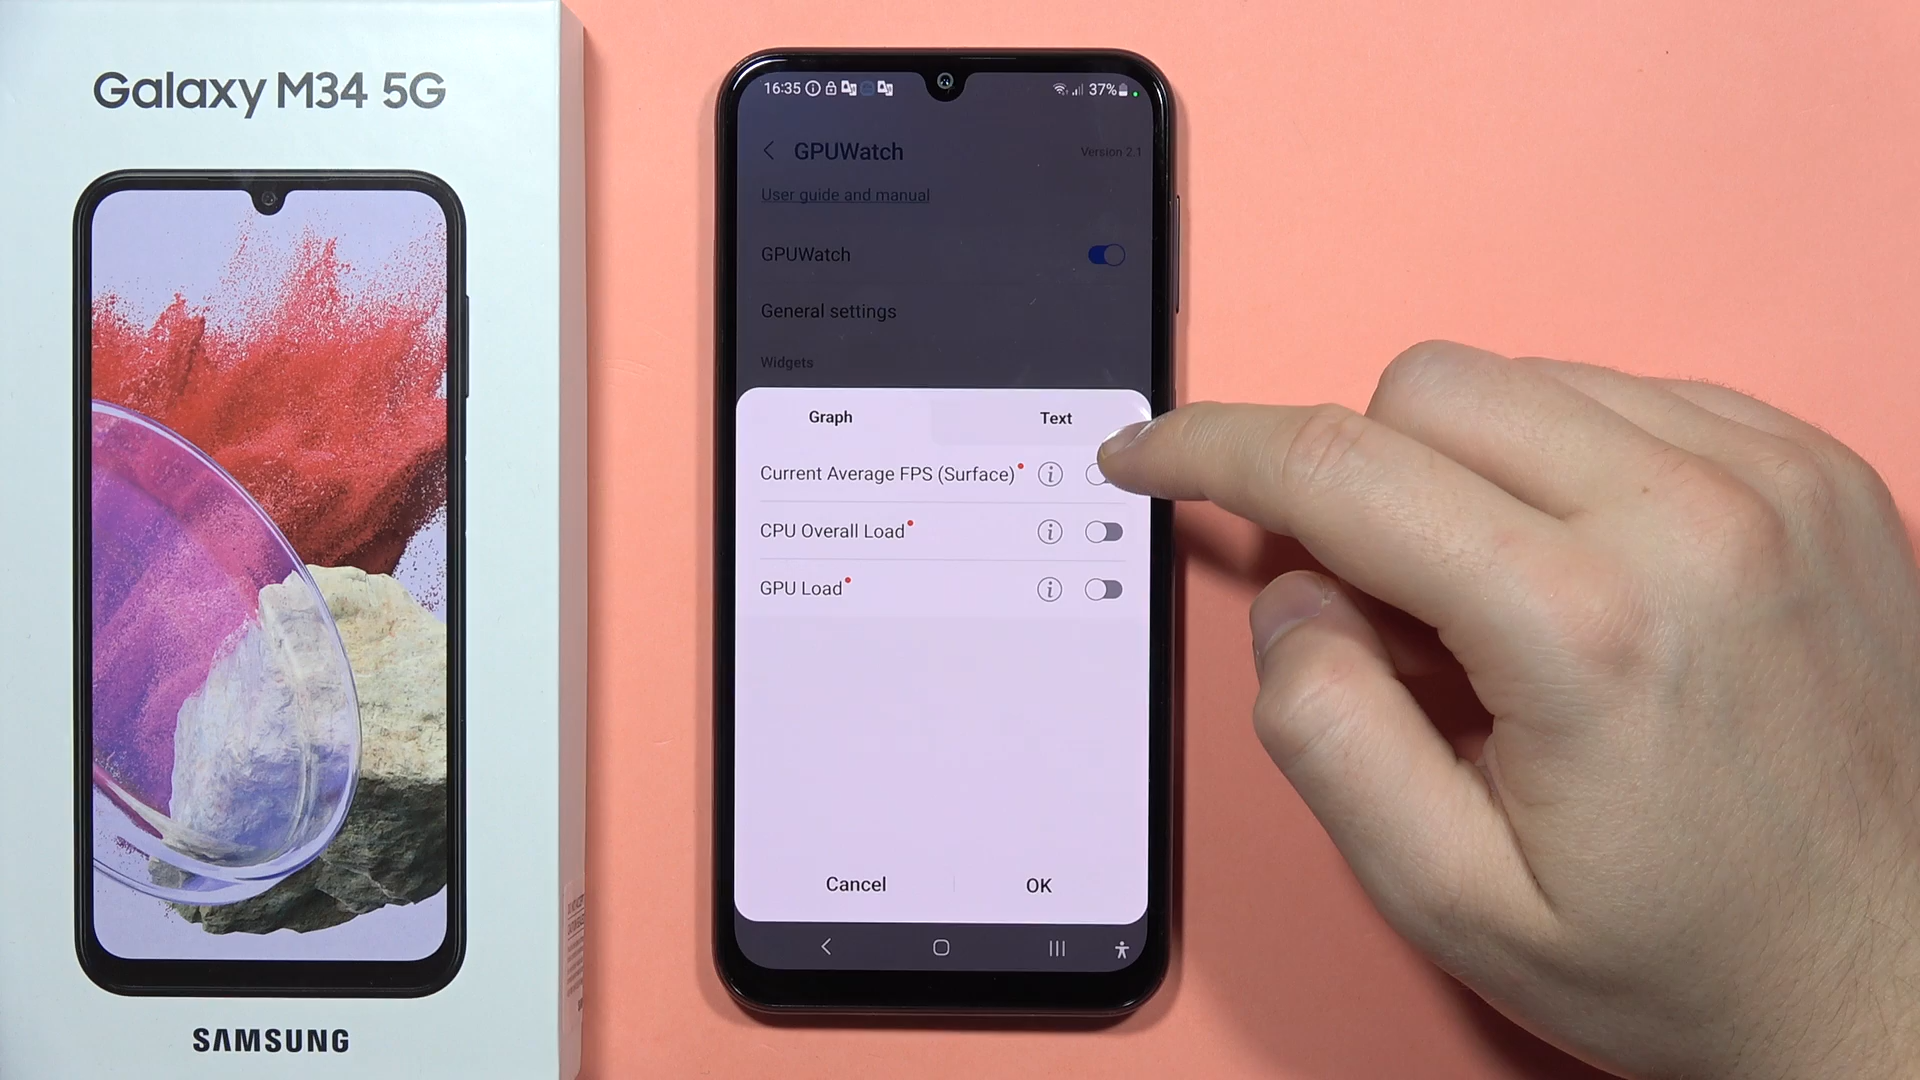 Galaxy M34 5G
SAMSUNG
16:35
37%
GPUWatch
Version 2.1
User guide and manual
GPUWatch
General settings
Widgets
Graph
Text
Current Average FPS (Surface)
CPU Overall Load
GPU Load
Cancel
OK